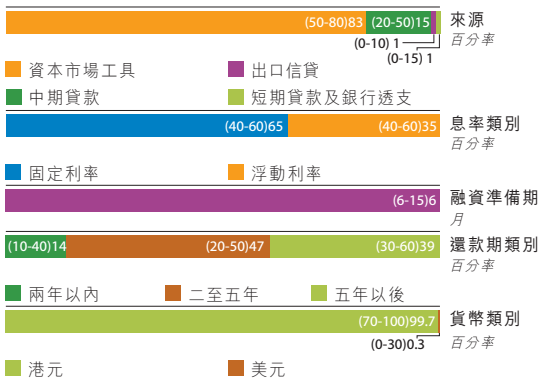 (50-80)83 (20-50)15 來源
(0-10) 1 百分率
(0-15) 1
資本市場工具 出口信貸
中期貸款 短期貸款及銀行透支
(40-60)65 (40-60)35 息率類別
百分率
固定利率 浮動利率
(6-15)6 融資準備期
月
(10-40)14 (20-50)47 (30-60)39 還款期類別
百分率
兩年以內 二至五年 五年以後
(70-100)99.7 貨幣類別
(0-30)0.3 百分率
港元 美元